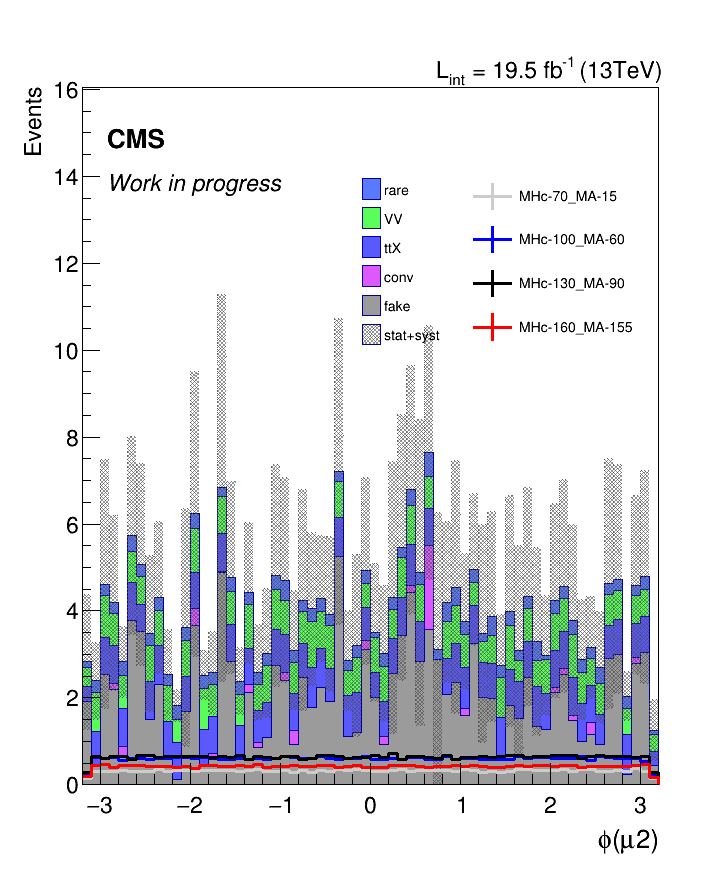 L_int = 19.5 fb^-1 (13TeV)
Events
CMS
Work in progress
rare
VV
ttX
conv
fake
stat+syst
MHc-70_MA-15
MHc-100_MA-60
MHc-130_MA-90
MHc-160_MA-155
16
14
12
10
8
6
4
2
0
−3 −2 −1 0 1 2 3
ϕ(μ2)